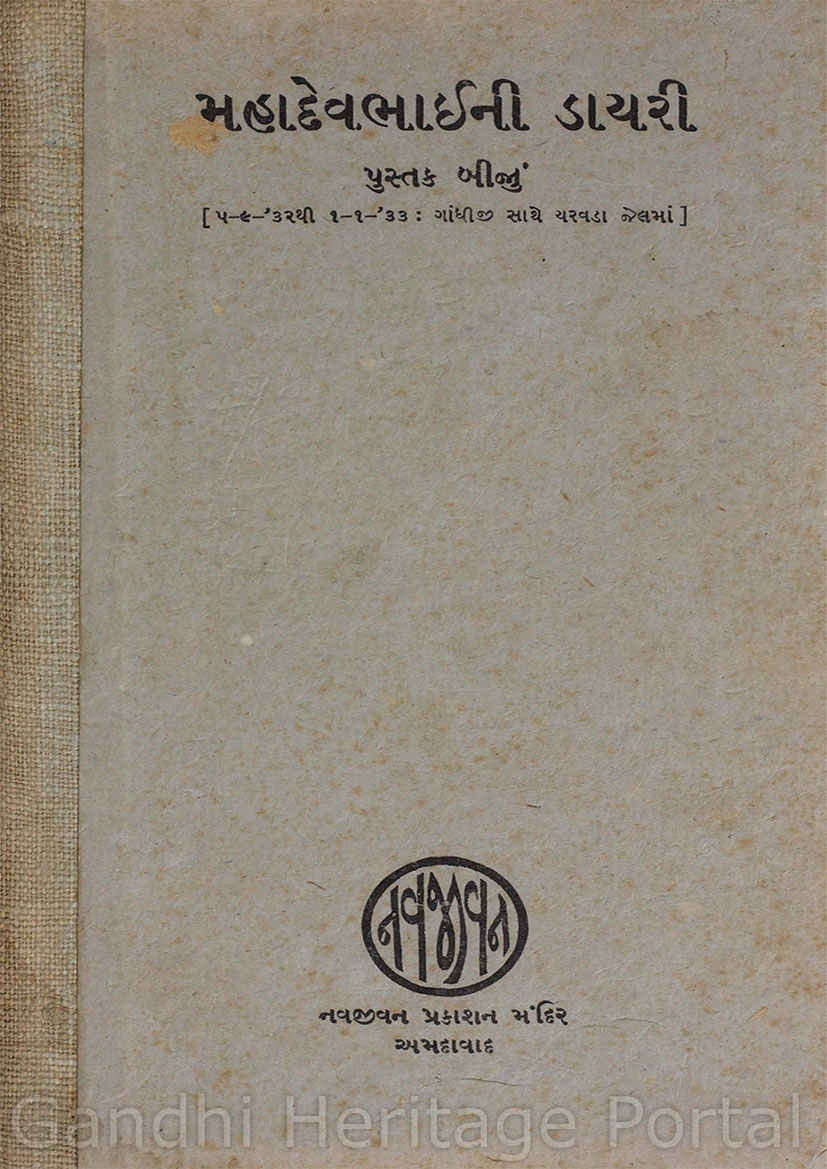 મહાદેવભાઈની ડાયરી
પુસ્તક બીજું
[ ૫-૯-'૩૨થી ૧-૧-'૩૩ : ગાંધીજી સાથે યરવડા જેલમાં ]
નવજીવન
નવજીવન પ્રકાશન મંદિર
અમદાવાદ
Gandhi Heritage Portal